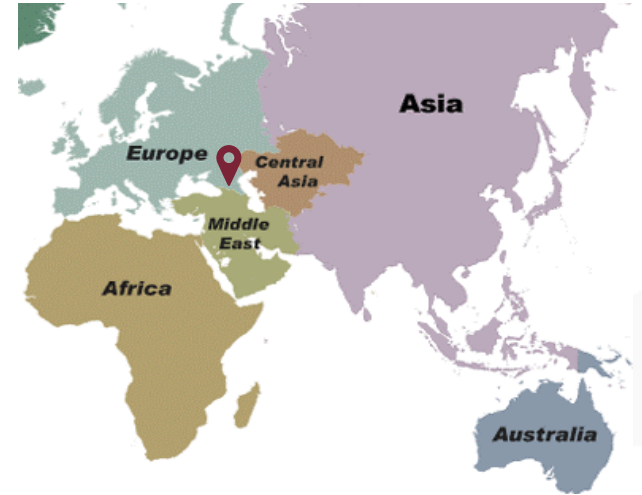 Asia
Europe
Central
Asia
Middle
East
Africa
Australia